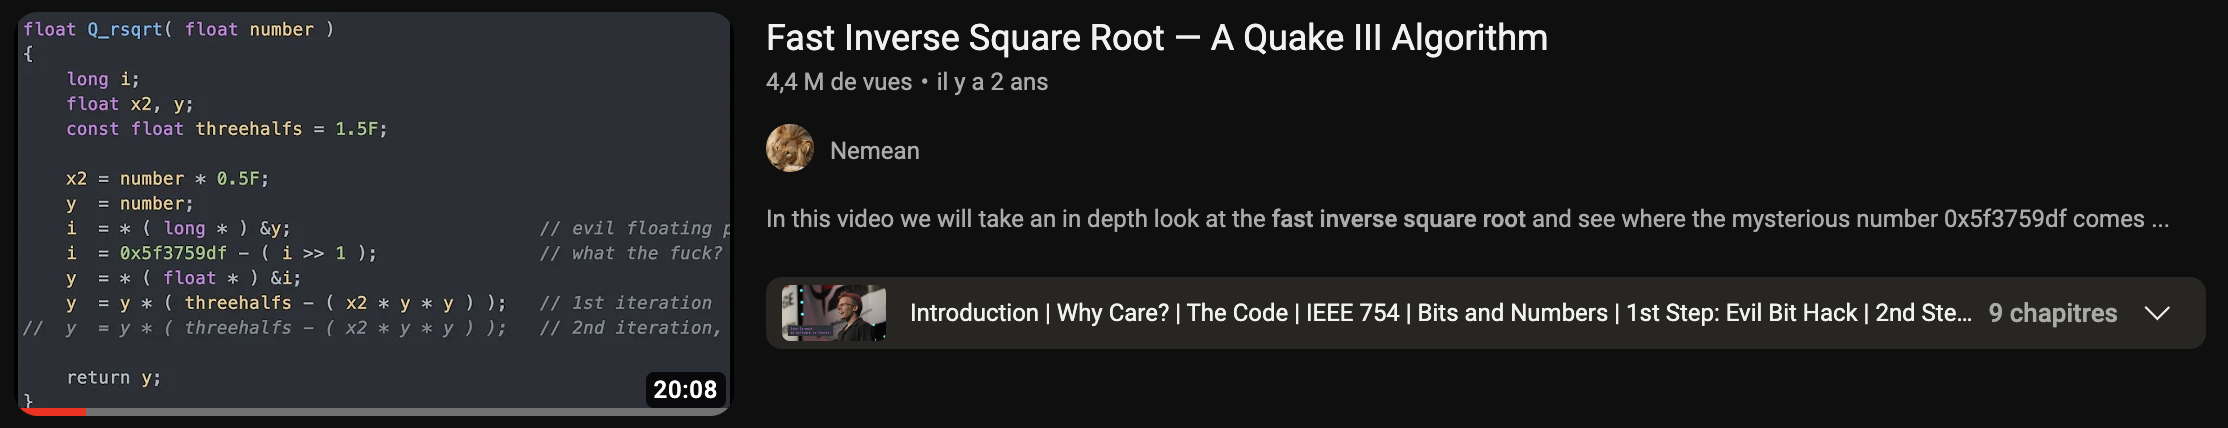 float Q_rsqrt( float number )
{
    long i;
    float x2, y;
    const float threehalfs = 1.5F;

    x2 = number * 0.5F;
    y  = number;
    i  = * ( long * ) &y;                       // evil floating p
    i  = 0x5f3759df - ( i >> 1 );               // what the fuck?
    y  = * ( float * ) &i;
    y  = y * ( threehalfs - ( x2 * y * y ) );   // 1st iteration
//  y  = y * ( threehalfs - ( x2 * y * y ) );   // 2nd iteration,

    return y;
}
20:08
Fast Inverse Square Root — A Quake III Algorithm
4,4 M de vues • il y a 2 ans
Nemean
In this video we will take an in depth look at the fast inverse square root and see where the mysterious number 0x5f3759df comes ...
Introduction | Why Care? | The Code | IEEE 754 | Bits and Numbers | 1st Step: Evil Bit Hack | 2nd Ste... 9 chapitres